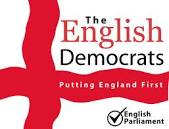 The
English
Democrats
Putting England First
English
Parliament